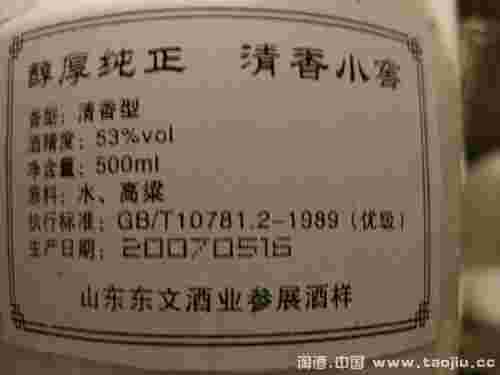 醇厚纯正 清香小窖
香型：清香型
酒精度：53%vol
净含量：500ml
原料：水、高粱
执行标准：GB/T10781.2-1989（优级）
生产日期：20070516
山东东文酒业参展酒样
淘酒.中国 www.taojiu.cc